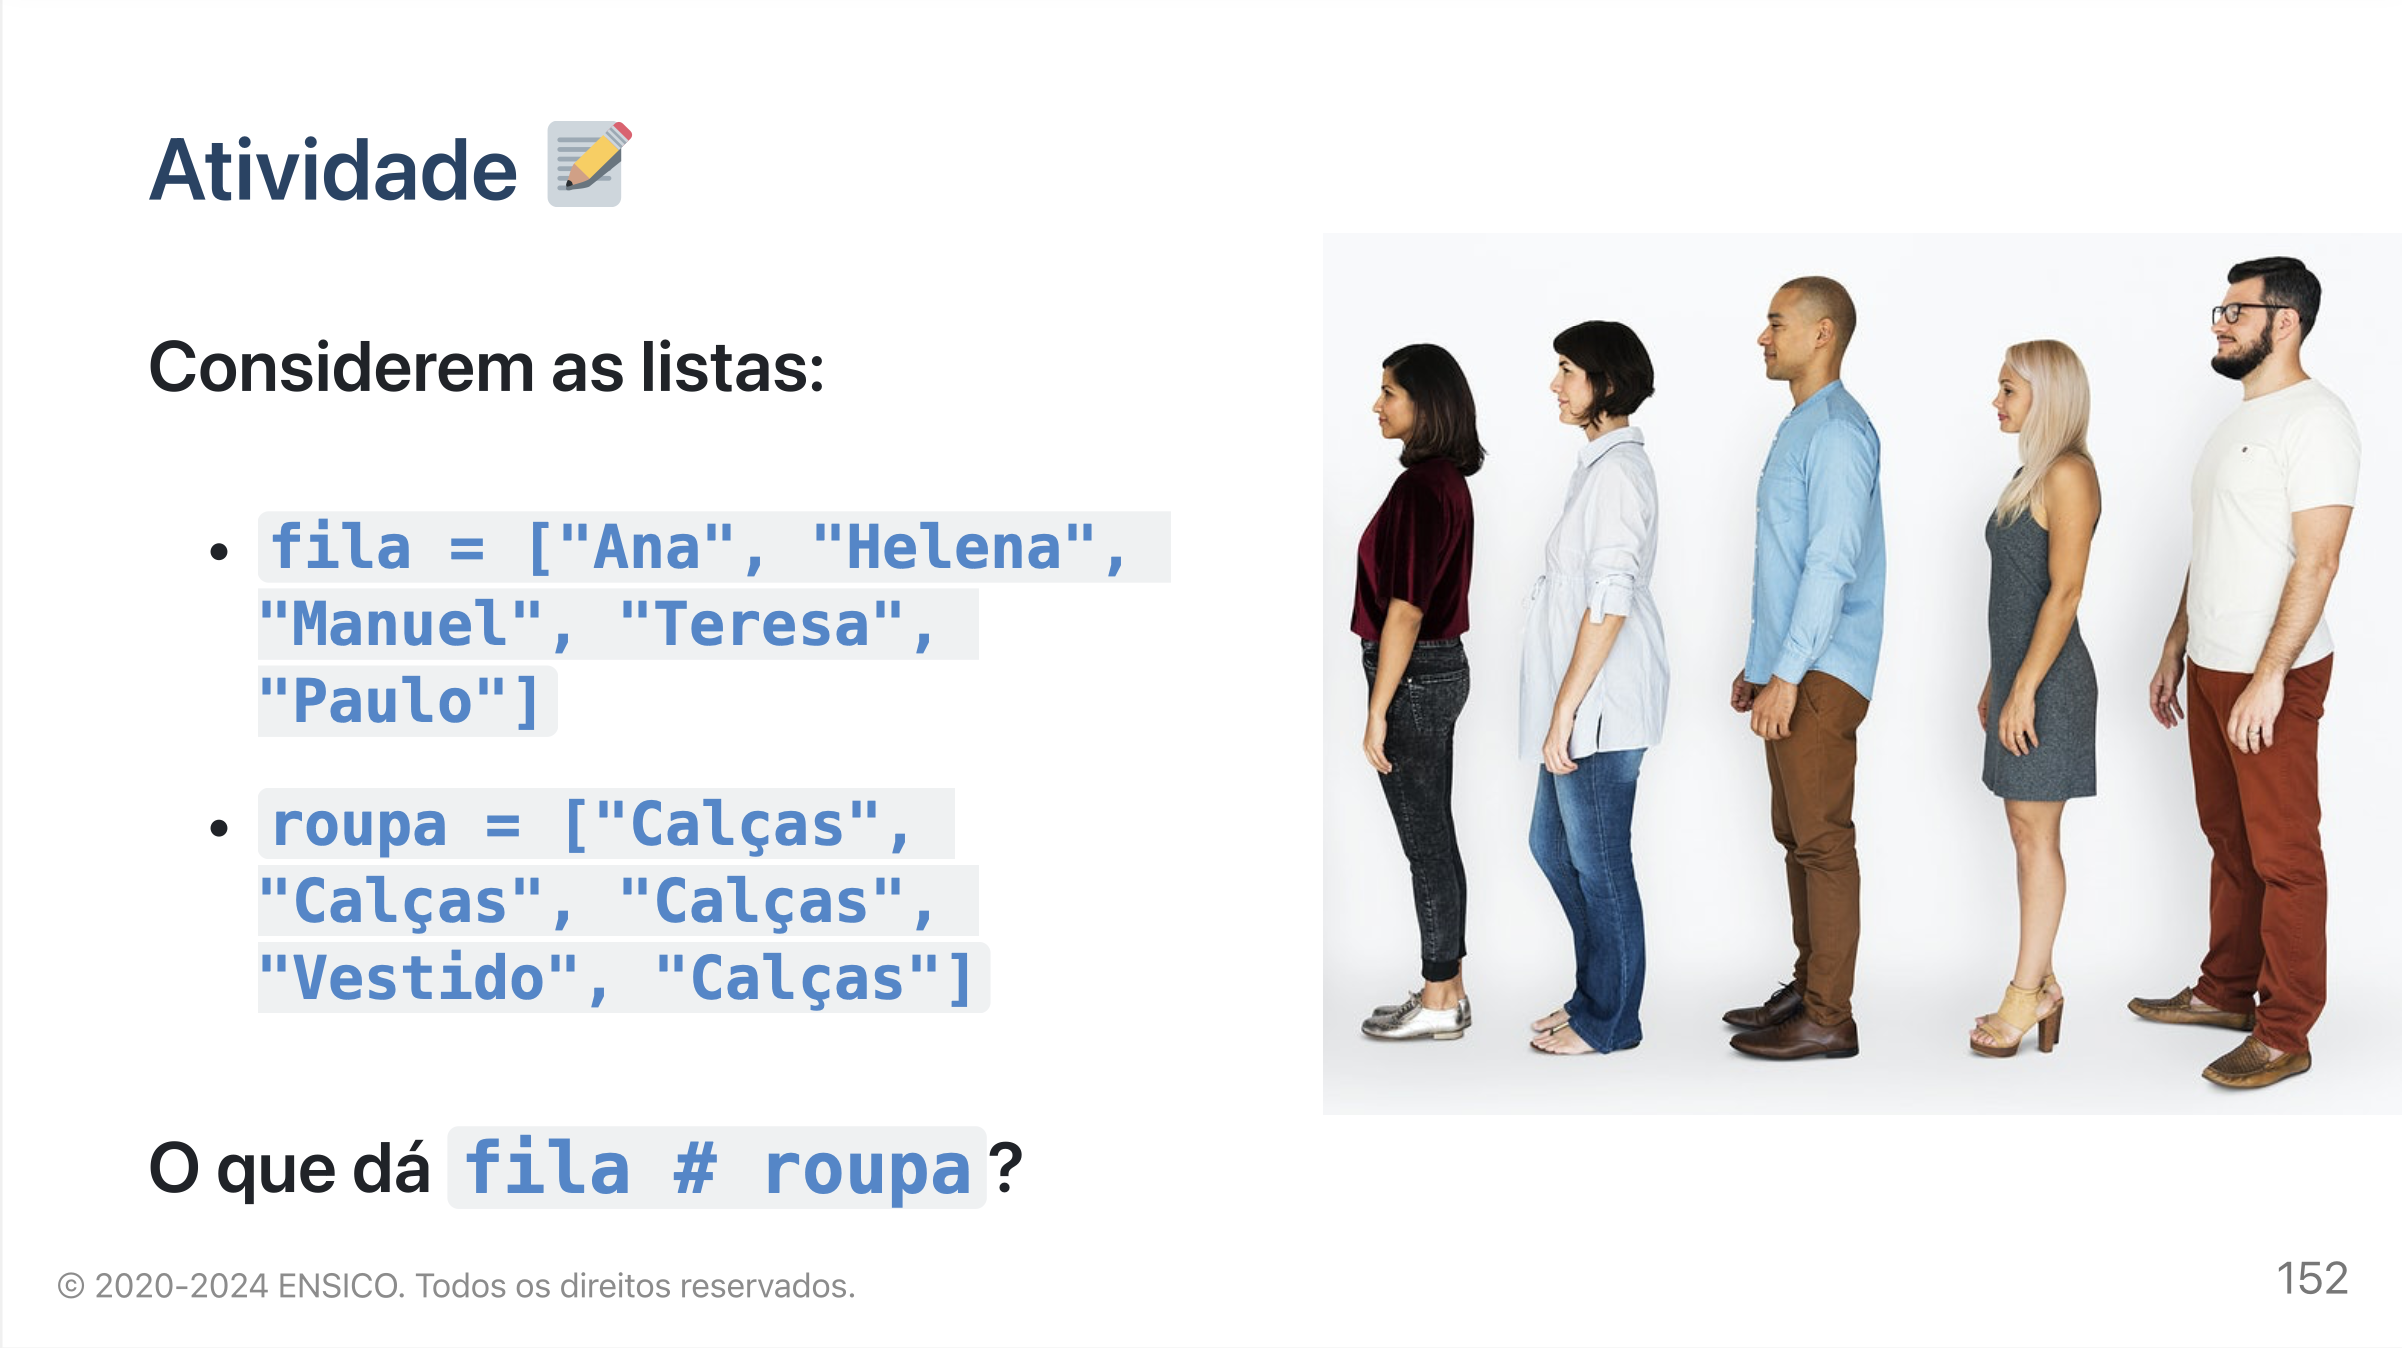 Atividade
Considerem as listas:
• fila = ["Ana", "Helena",
"Manuel", "Teresa",
"Paulo"]
• roupa = ["Calças",
"Calças", "Calças",
"Vestido", "Calças"]
O que dá fila # roupa?
© 2020-2024 ENSICO. Todos os direitos reservados.
152